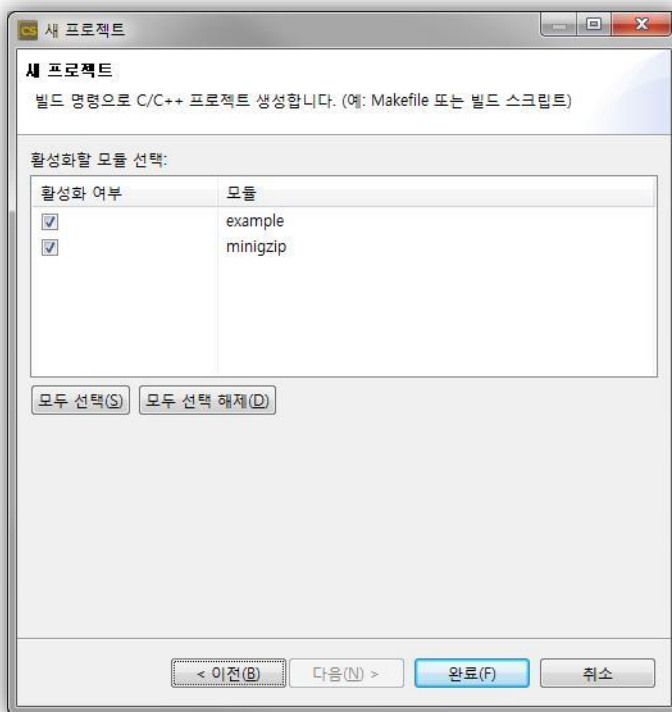 CS 새 프로젝트
새 프로젝트
빌드 명령으로 C/C++ 프로젝트 생성합니다. (예: Makefile 또는 빌드 스크립트)
활성화할 모듈 선택:
활성화 여부 모듈
example
minigzip
모두 선택(S) 모두 선택 해제(D)
< 이전(B) 다음(N) > 완료(F) 취소